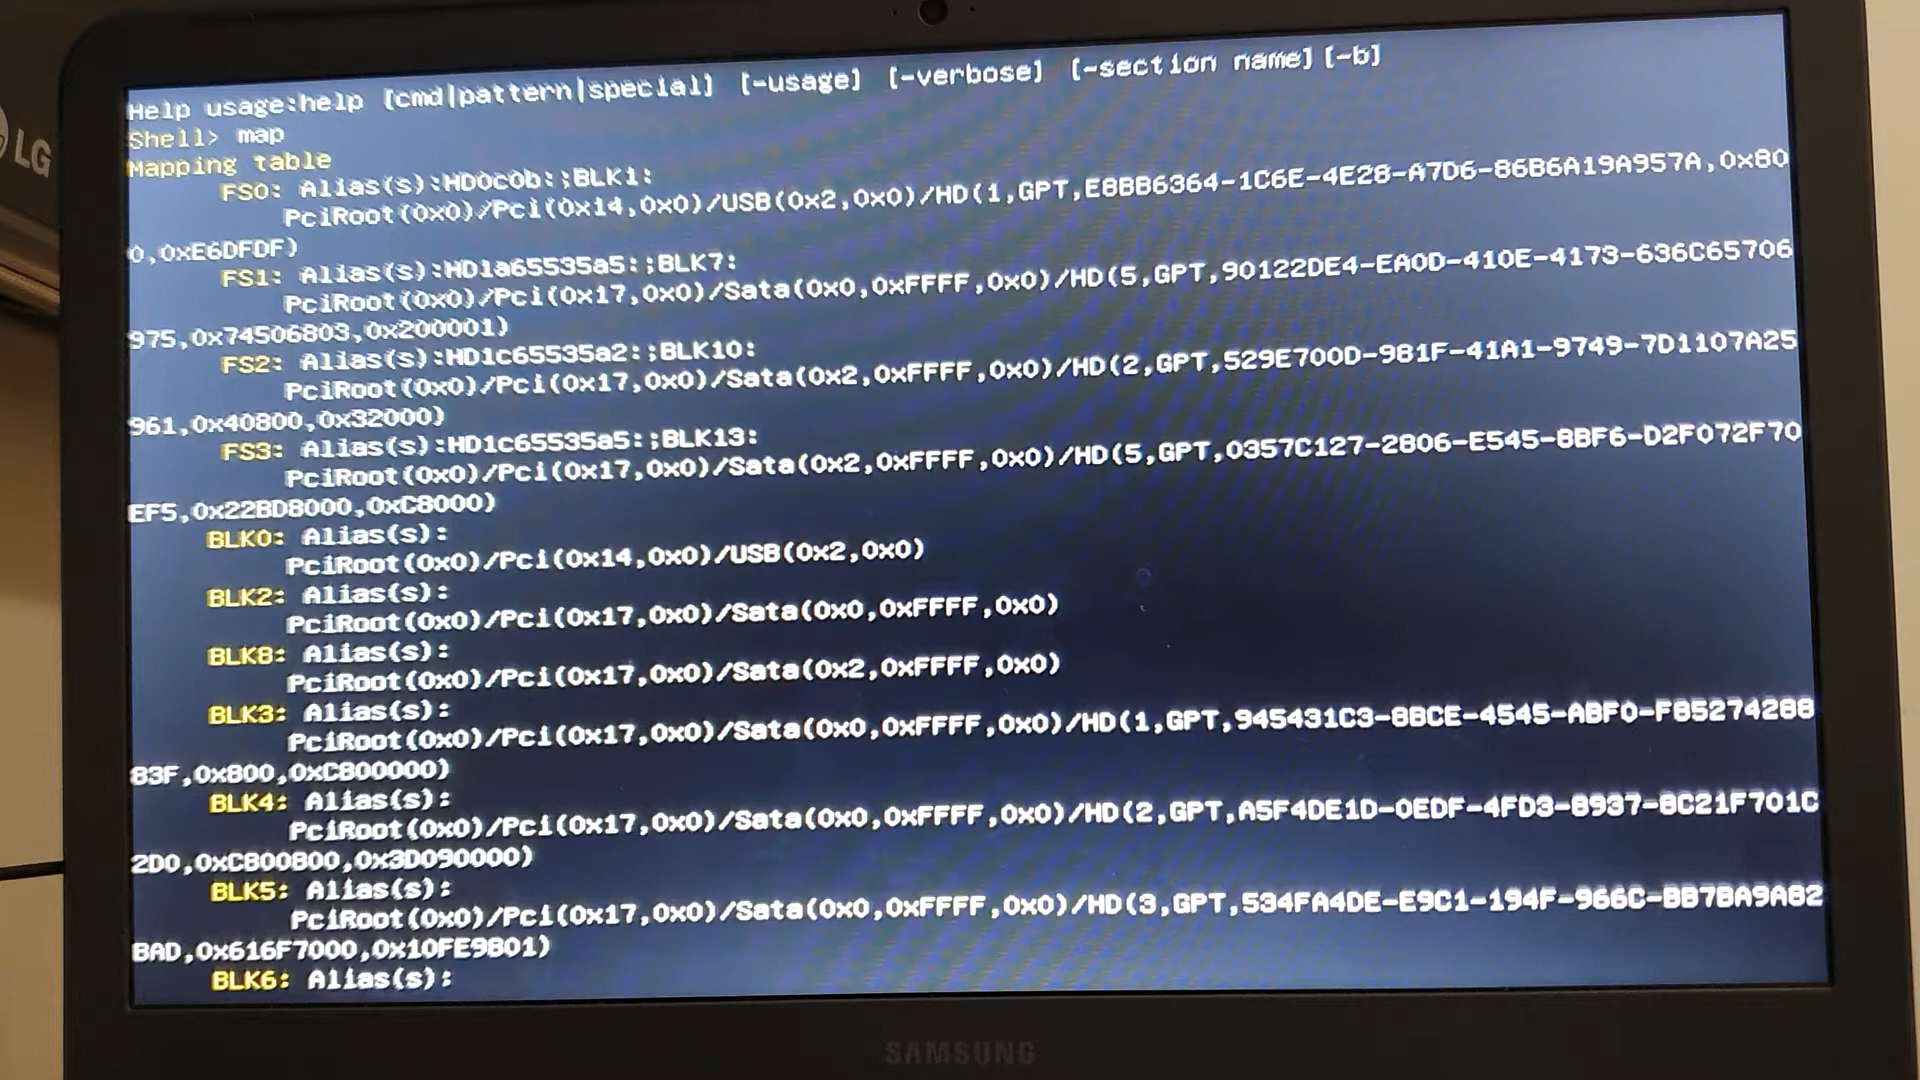 Help usage:help [cmd|pattern|special] [-usage] [-verbose] [-section name][-b]
Shell> map
Mapping table
FS0: Alias(s):HD0c0b:;BLK1:
PciRoot(0x0)/Pci(0x14,0x0)/USB(0x2,0x0)/HD(1,GPT,E8BB6364-1C6E-4E28-A7D6-86B6A19A957A,0x80
0,0xE6DFDF)
FS1: Alias(s):HD1a65535a5:;BLK7:
PciRoot(0x0)/Pci(0x17,0x0)/Sata(0x0,0xFFFF,0x0)/HD(5,GPT,90122DE4-EA0D-410E-4173-636C65706
975,0x74506803,0x200001)
FS2: Alias(s):HD1c65535a2:;BLK10:
PciRoot(0x0)/Pci(0x17,0x0)/Sata(0x2,0xFFFF,0x0)/HD(2,GPT,529E700D-981F-41A1-9749-7D1107A25
961,0x40800,0x32000)
FS3: Alias(s):HD1c65535a5:;BLK13:
PciRoot(0x0)/Pci(0x17,0x0)/Sata(0x2,0xFFFF,0x0)/HD(5,GPT,0357C127-2806-E545-8BF6-D2F072F70
EF5,0x22BD8000,0xC8000)
BLK0: Alias(s):
PciRoot(0x0)/Pci(0x14,0x0)/USB(0x2,0x0)
BLK2: Alias(s):
PciRoot(0x0)/Pci(0x17,0x0)/Sata(0x0,0xFFFF,0x0)
BLK8: Alias(s):
PciRoot(0x0)/Pci(0x17,0x0)/Sata(0x2,0xFFFF,0x0)
BLK3: Alias(s):
PciRoot(0x0)/Pci(0x17,0x0)/Sata(0x0,0xFFFF,0x0)/HD(1,GPT,945431C3-8BCE-4545-ABF0-F85274288
83F,0x800,0xC800000)
BLK4: Alias(s):
PciRoot(0x0)/Pci(0x17,0x0)/Sata(0x0,0xFFFF,0x0)/HD(2,GPT,A5F4DE1D-0EDF-4FD3-8937-8C21F701C
2D0,0xC800800,0x3D090000)
BLK5: Alias(s):
PciRoot(0x0)/Pci(0x17,0x0)/Sata(0x0,0xFFFF,0x0)/HD(3,GPT,534FA4DE-E9C1-194F-966C-BB7BA9A82
BAD,0x616F7000,0x10FE9801)
BLK6: Alias(s):
SAMSUNG
LG